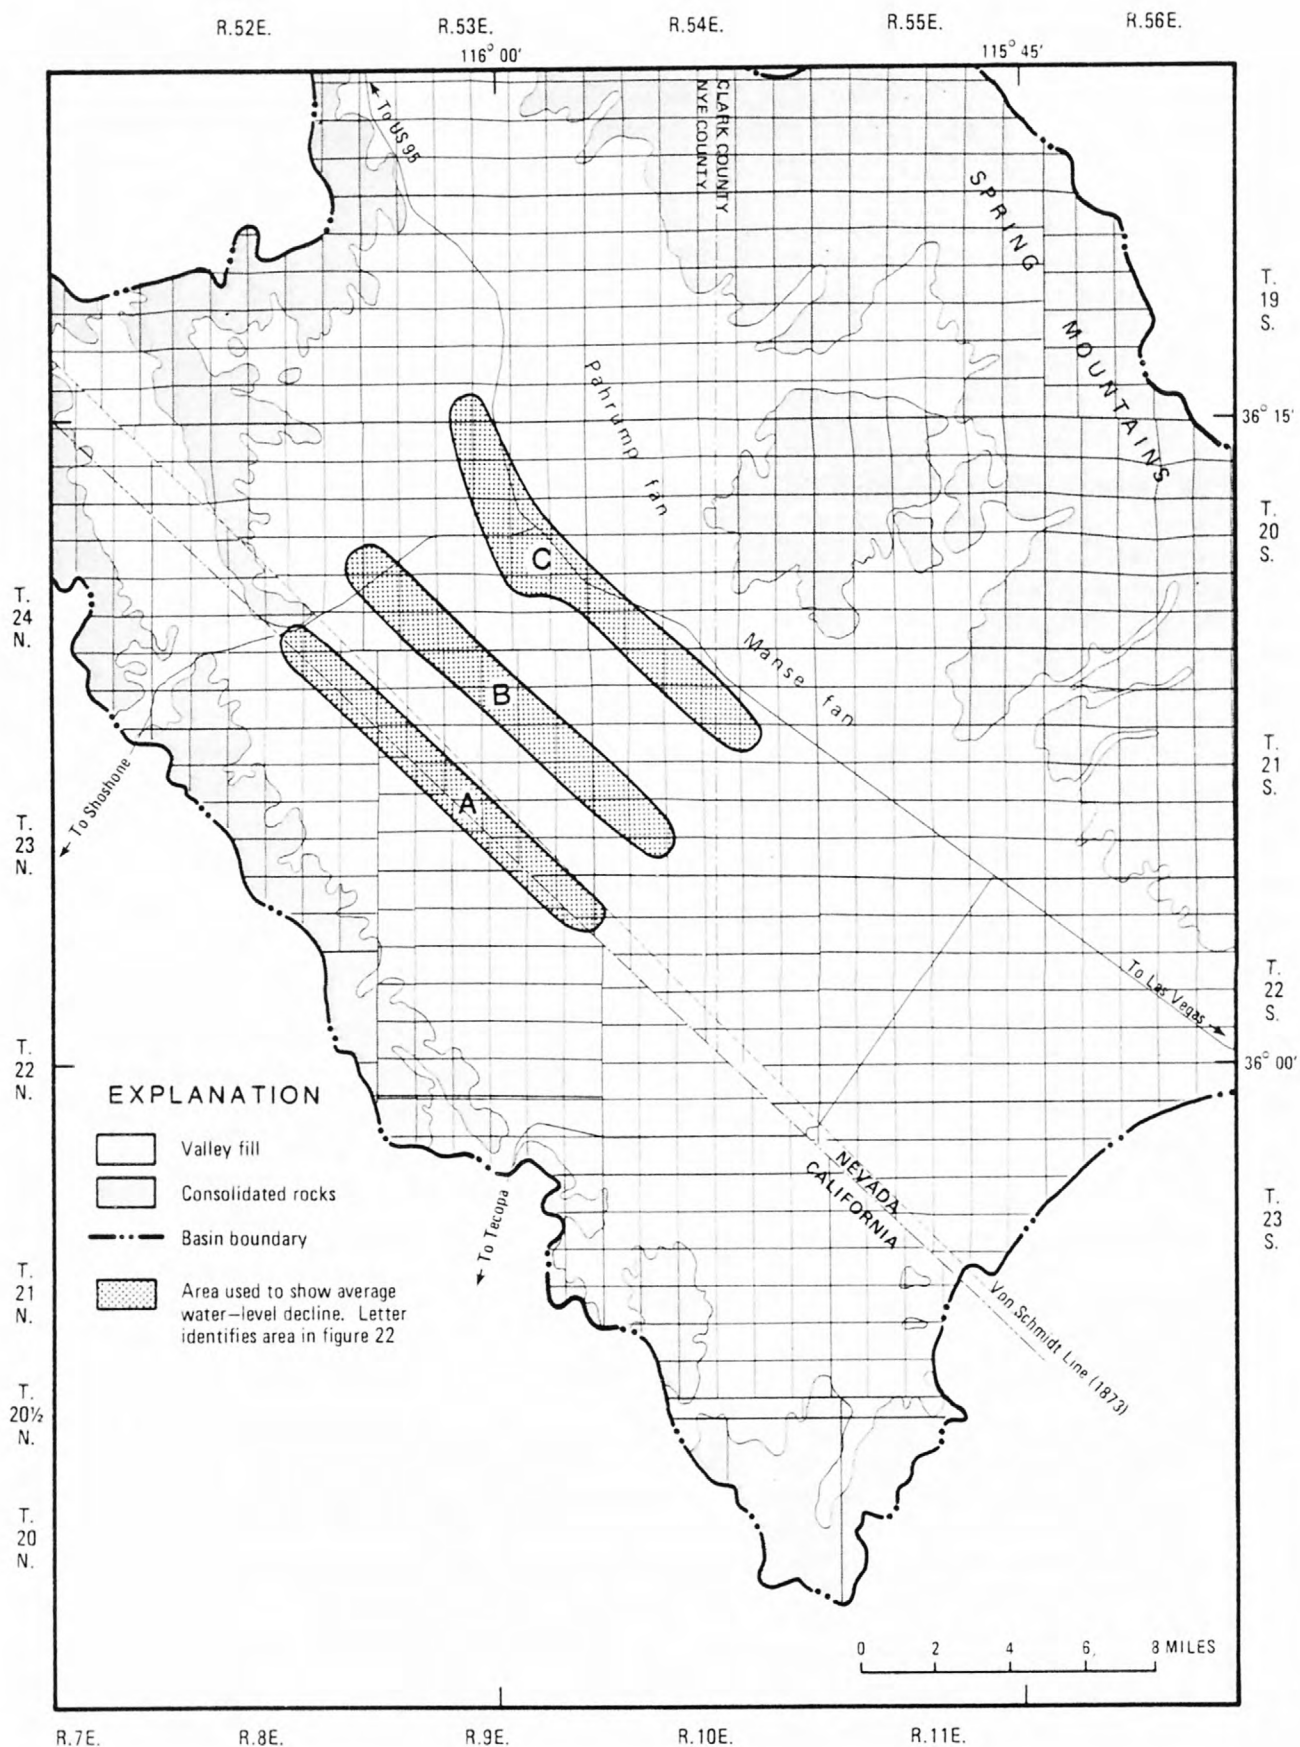 R.52E. R.53E. R.54E. R.55E. R.56E.
116° 00' 115° 45'
To US 95
CLARK COUNTY
NYE COUNTY
SPRING
MOUNTAINS
T.
19
S.
Pahrump fan
36° 15'
T.
20
S.
C
T.
24
N.
B
Manse fan
T.
21
S.
A
To Shoshone
T.
23
N.
To Las Vegas
T.
22
S.
T.
22
N.
36° 00'
EXPLANATION
Valley fill
Consolidated rocks
Basin boundary
Area used to show average
water-level decline. Letter
identifies area in figure 22
NEVADA
CALIFORNIA
To Tecopa
T.
23
S.
T.
21
N.
Von Schmidt Line (1873)
T.
20½
N.
T.
20
N.
0 2 4 6, 8 MILES
R.7E. R.8E. R.9E. R.10E. R.11E.